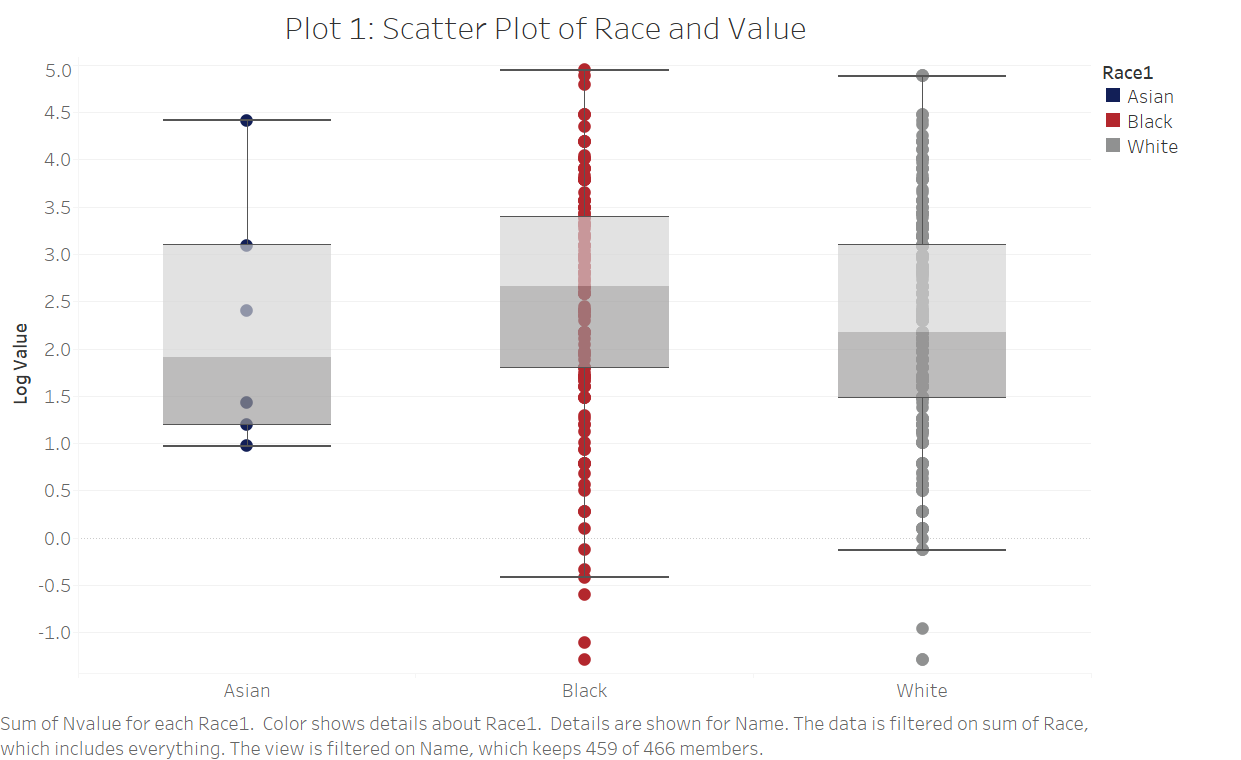 Plot 1: Scatter Plot of Race and Value
Race1
Asian
Black
White
5.0
4.5
4.0
3.5
3.0
2.5
2.0
1.5
1.0
0.5
0.0
-0.5
-1.0
Log Value
Asian Black White
Sum of Nvalue for each Race1.  Color shows details about Race1.  Details are shown for Name. The data is filtered on sum of Race,
which includes everything. The view is filtered on Name, which keeps 459 of 466 members.